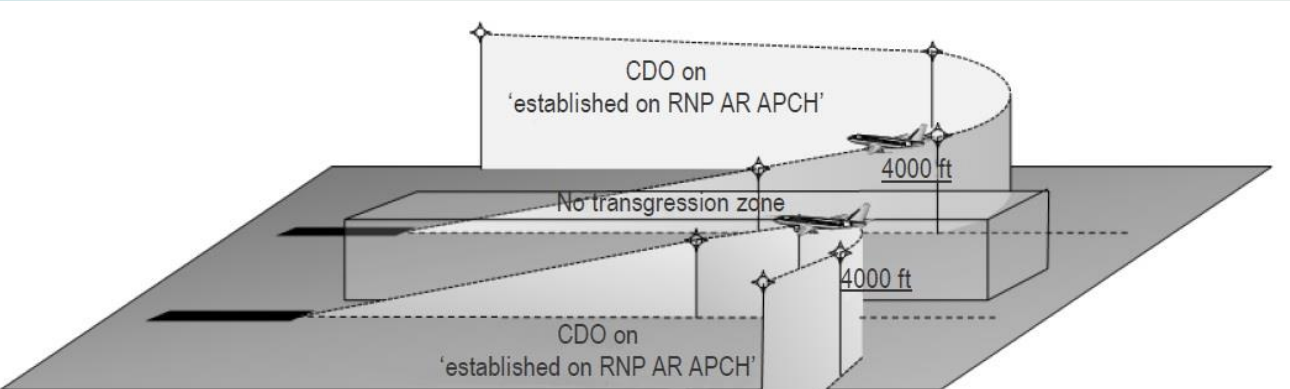 CDO on
‘established on RNP AR APCH’
4000 ft
No transgression zone
4000 ft
CDO on
‘established on RNP AR APCH’